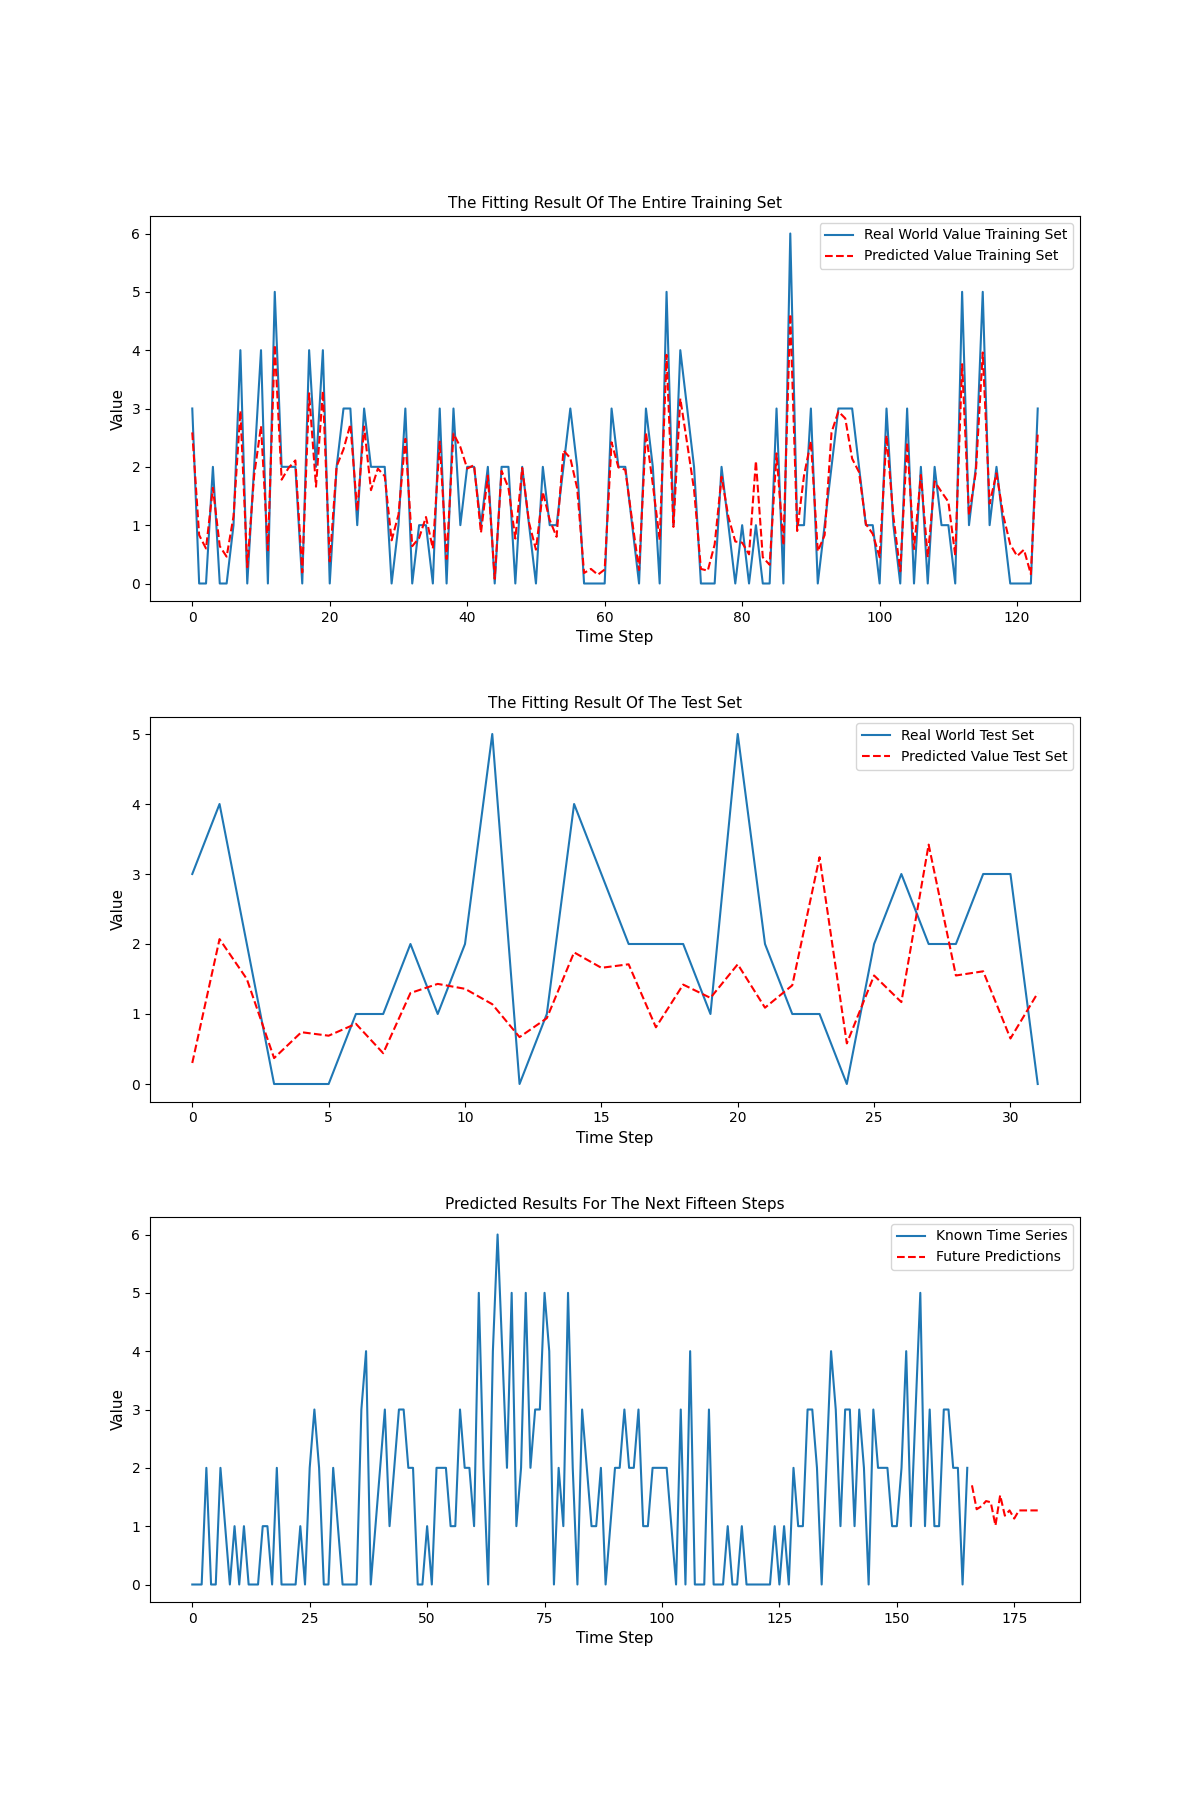 The Fitting Result Of The Entire Training Set
6
5
4
3
2
1
0
Value
Real World Value Training Set
Predicted Value Training Set
0 20 40 60 80 100 120
Time Step
The Fitting Result Of The Test Set
5
4
3
2
1
0
Value
Real World Test Set
Predicted Value Test Set
0 5 10 15 20 25 30
Time Step
Predicted Results For The Next Fifteen Steps
6
5
4
3
2
1
0
Value
Known Time Series
Future Predictions
0 25 50 75 100 125 150 175
Time Step